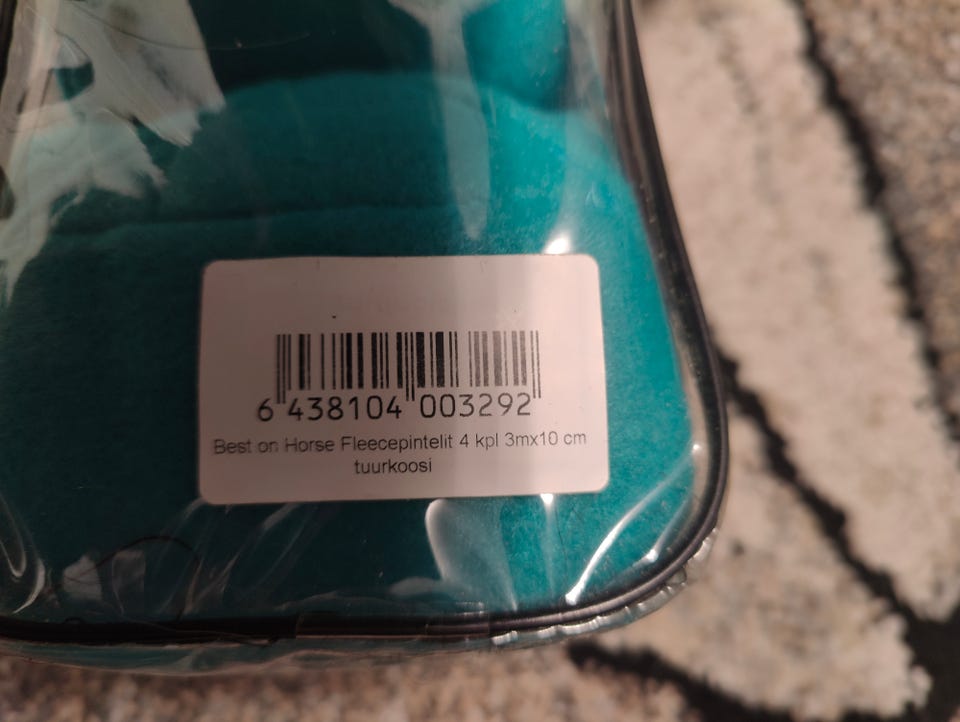 6 438104 003292
Best on Horse Fleecepintelit 4 kpl 3mx10 cm
tuurkoosi